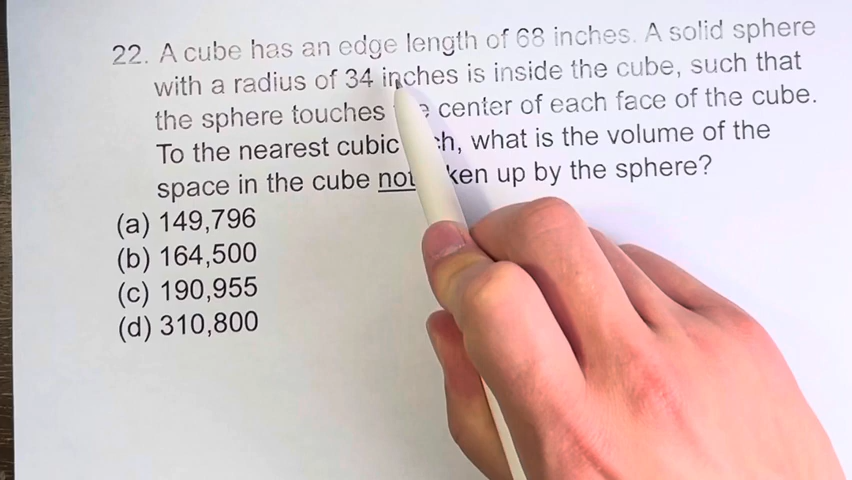 22. A cube has an edge length of 68 inches. A solid sphere
with a radius of 34 inches is inside the cube, such that
the sphere touches center of each face of the cube.
To the nearest cubic what is the volume of the
space in the cube not up by the sphere?
(a) 149,796
(b) 164,500
(c) 190,955
(d) 310,800